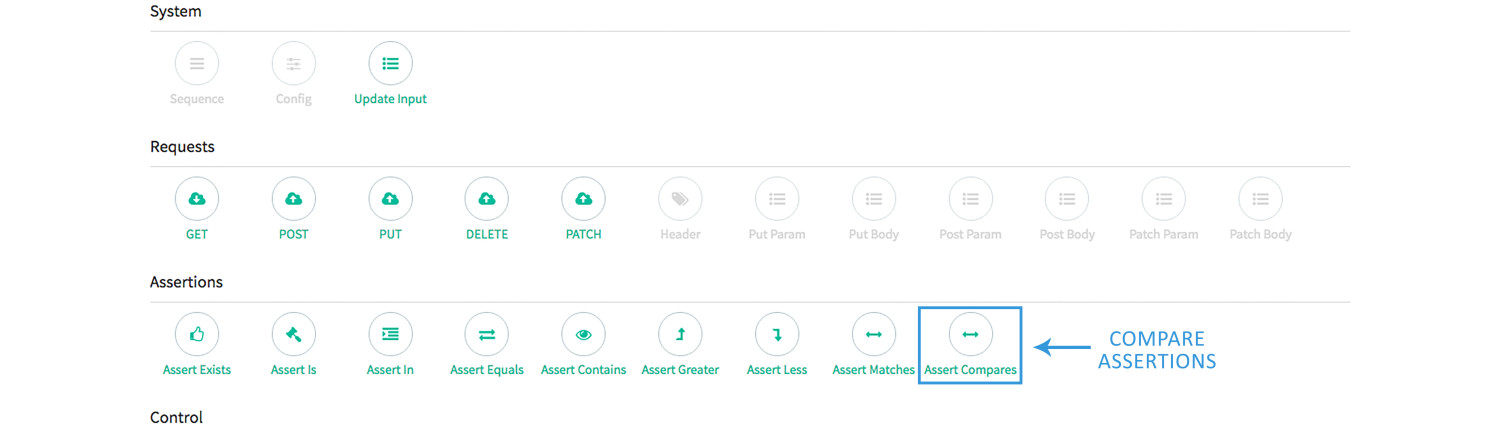 System
Sequence Config Update Input
Requests
GET POST PUT DELETE PATCH Header Put Param Put Body Post Param Post Body Patch Param Patch Body
Assertions
Assert Exists Assert Is Assert In Assert Equals Assert Contains Assert Greater Assert Less Assert Matches Assert Compares
COMPARE
ASSERTIONS
Control